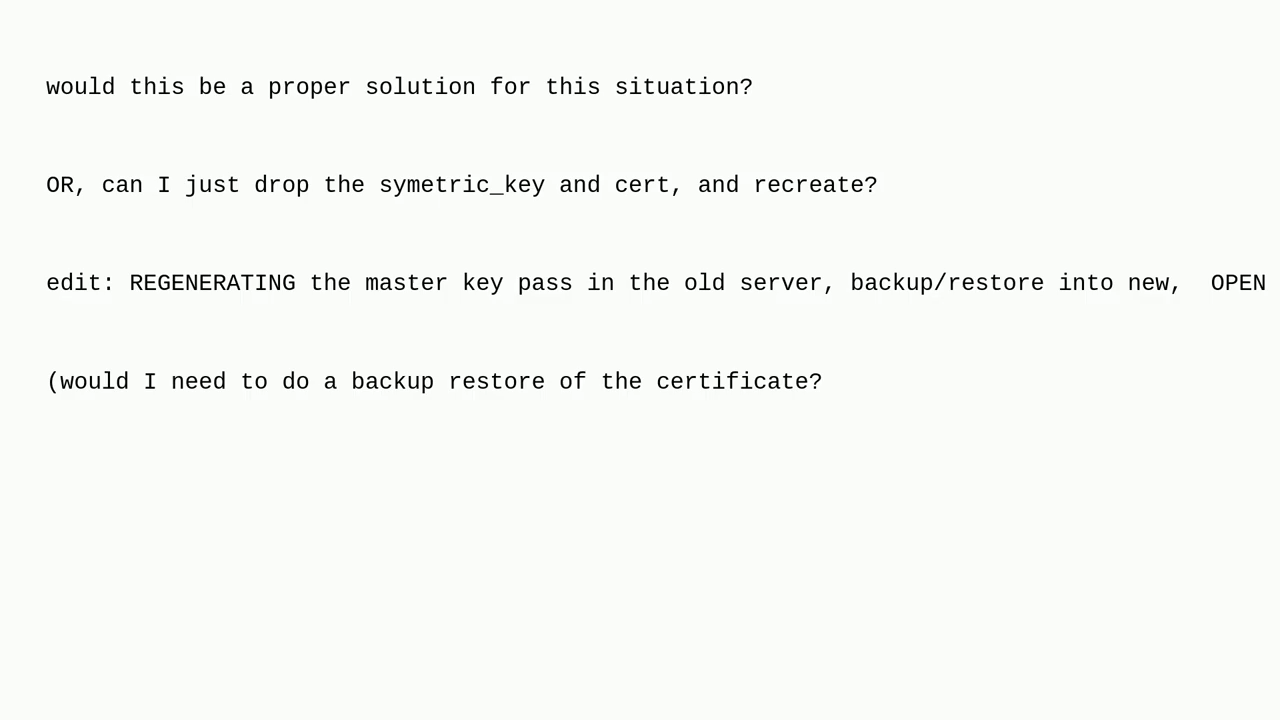 would this be a proper solution for this situation?
OR, can I just drop the symetric_key and cert, and recreate?
edit: REGENERATING the master key pass in the old server, backup/restore into new,  OPEN
(would I need to do a backup restore of the certificate?